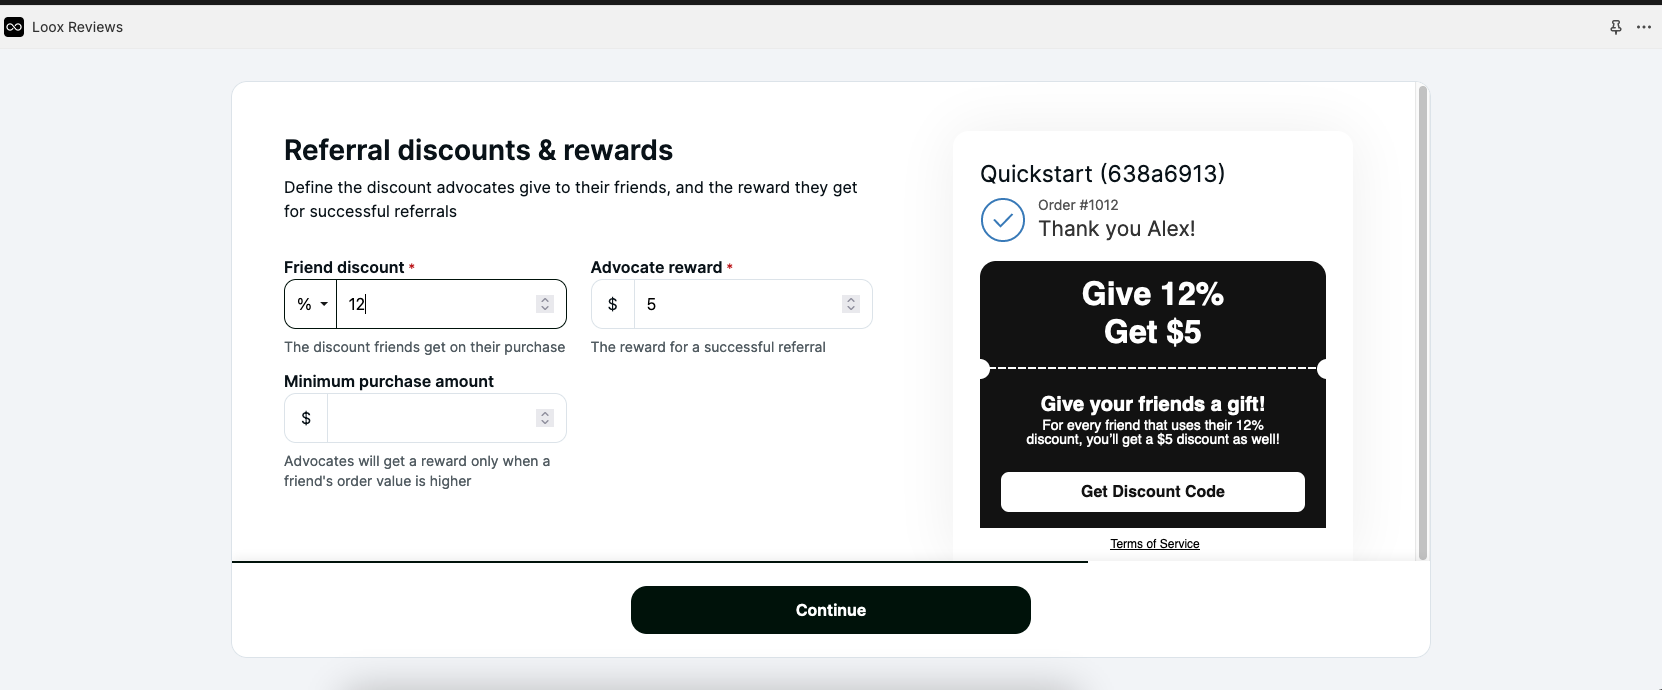 Loox Reviews
Referral discounts & rewards
Define the discount advocates give to their friends, and the reward they get
for successful referrals
Friend discount *
% 12
The discount friends get on their purchase
Advocate reward *
$ 5
The reward for a successful referral
Minimum purchase amount
$
Advocates will get a reward only when a
friend's order value is higher
Quickstart (638a6913)
Order #1012
Thank you Alex!
Give 12%
Get $5
Give your friends a gift!
For every friend that uses their 12%
discount, you'll get a $5 discount as well!
Get Discount Code
Terms of Service
Continue